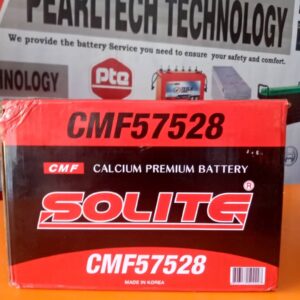 PEARLTECH TECHNOLOGY
We provide the battery Service you need to ensure your safety and comfort.
NOLOGY
CMF57528
CMF CALCIUM PREMIUM BATTERY
SOLITE®
CMF57528
MADE IN KOREA